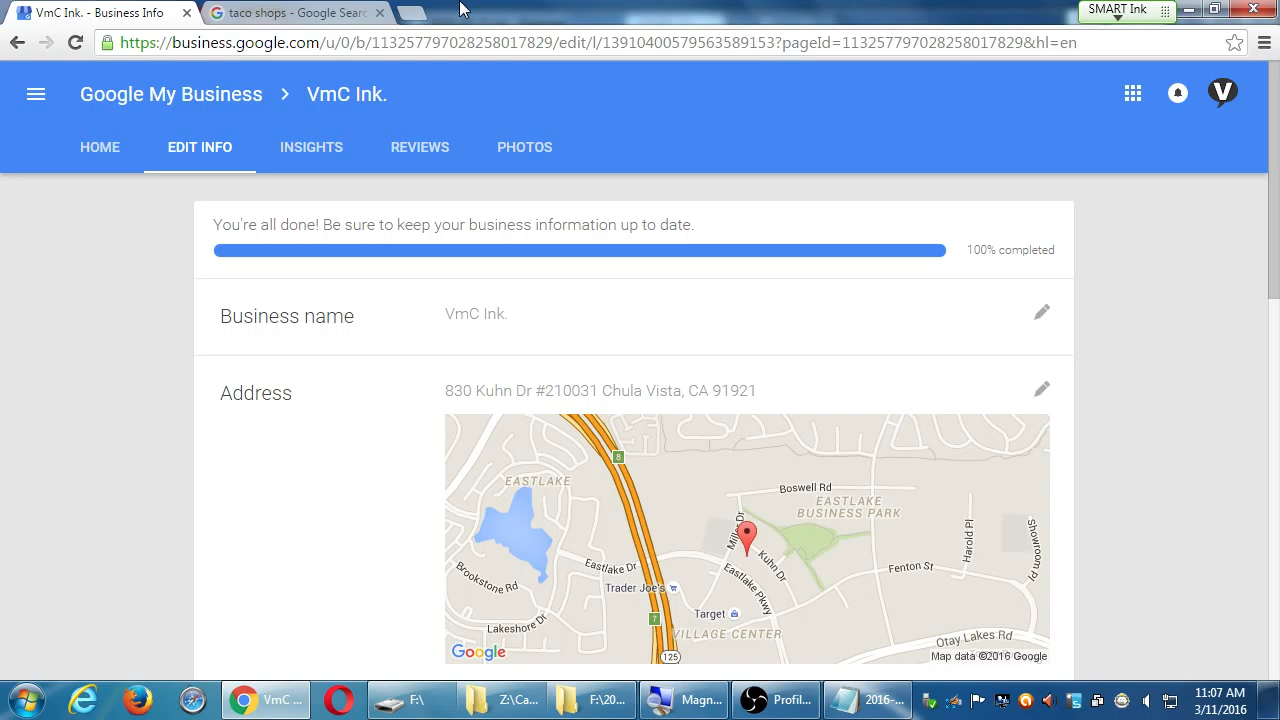 VmC Ink. - Business Info
taco shops - Google Searc
SMART Ink
https://business.google.com/u/0/b/113257797028258017829/edit/l/13910400579563589153?pageId=113257797028258017829&hl=en
Google My Business > VmC Ink.
V
HOME EDIT INFO INSIGHTS REVIEWS PHOTOS
You're all done! Be sure to keep your business information up to date.
100% completed
Business name VmC Ink.
Address 830 Kuhn Dr #210031 Chula Vista, CA 91921
8
EASTLAKE
Boswell Rd
EASTLAKE
BUSINESS PARK
Miller Dr
Harold Pl
Showroom Pl
Eastlake Dr
Kuhn Dr
Fenton St
Brookstone Rd
Trader Joe's
Eastlake Pkwy
Target
7
Lakeshore Dr
VILLAGE CENTER
Otay Lakes Rd
Google
125
Map data ©2016 Google
VmC ...
F:\
Z:\Ca...
F:\20...
Magn...
Profil...
2016-...
11:07 AM
3/11/2016